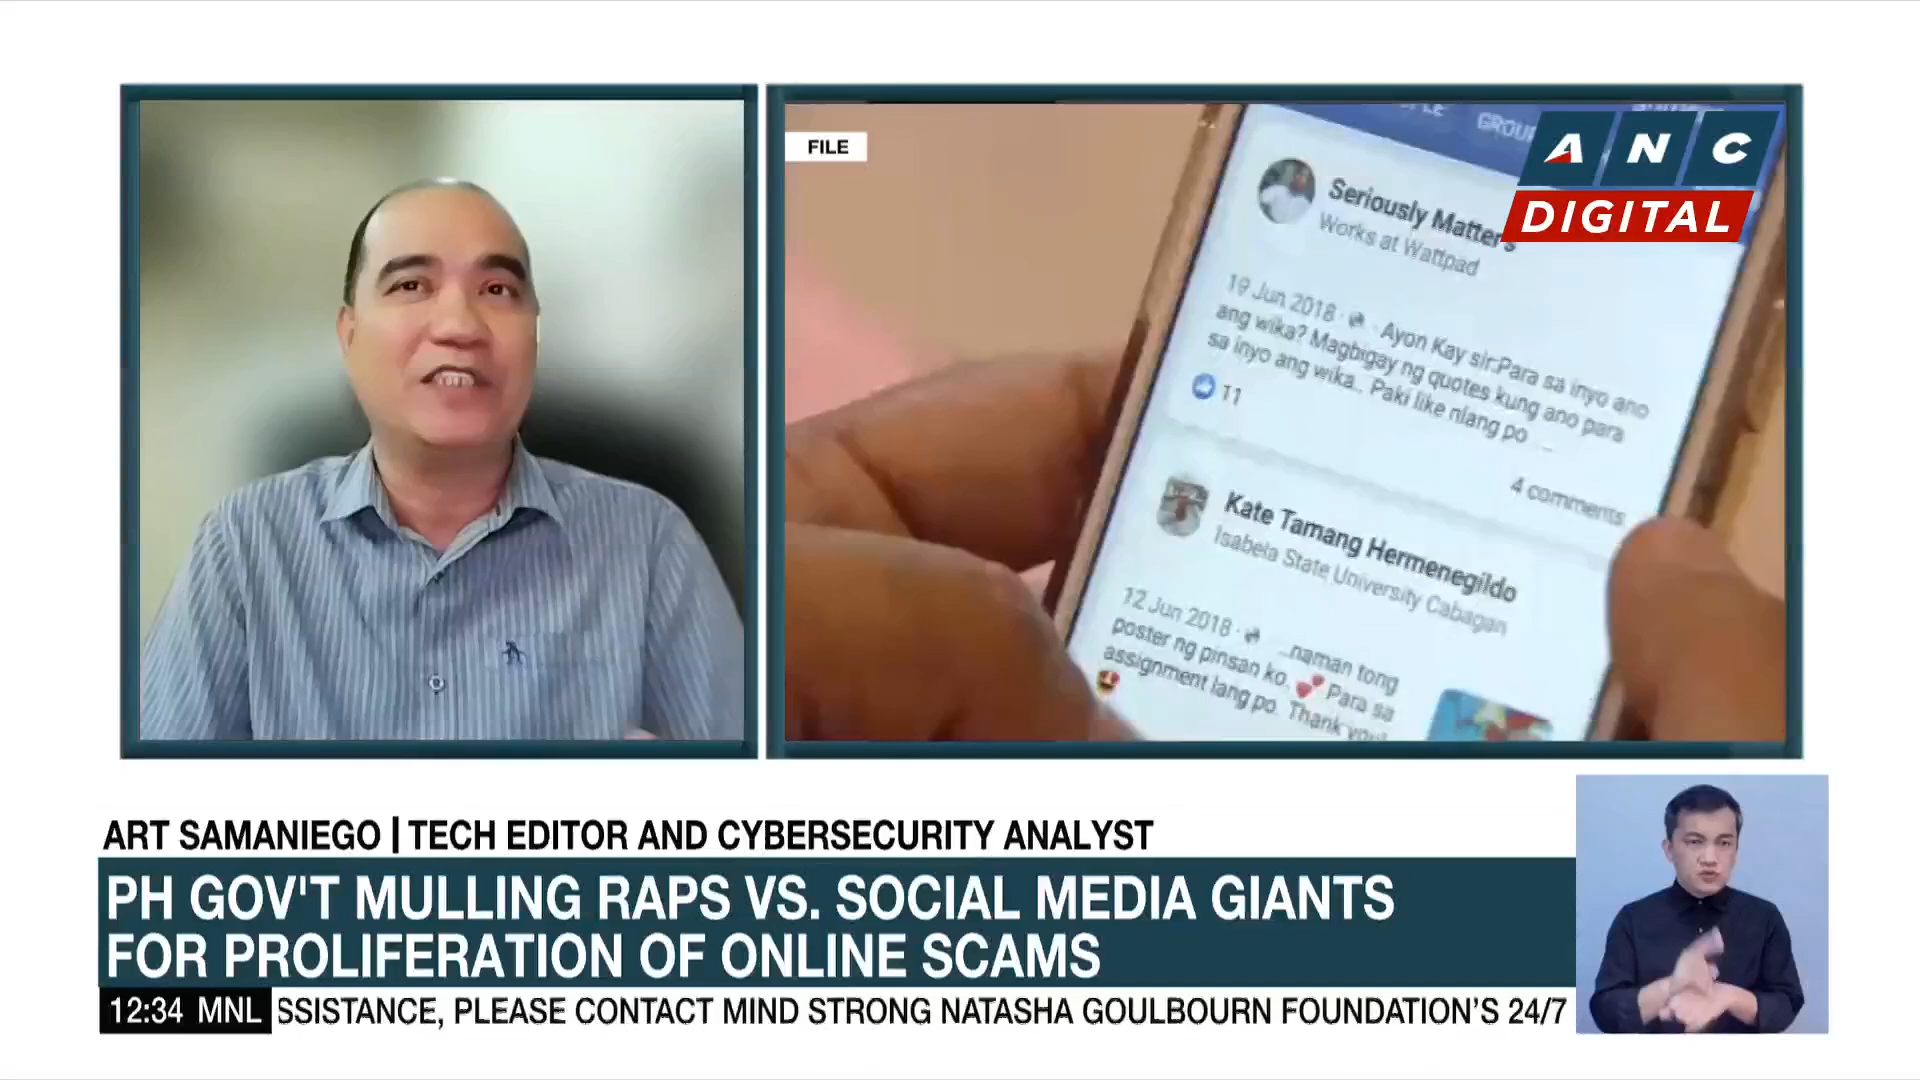 FILE
ANC
DIGITAL
GROU
Seriously Matters
Works at Wattpad
19 Jun 2018 · Ayon Kay sir:Para sa inyo ano
ang wika? Magbigay ng quotes kung ano para
sa inyo ang wika.. Paki like nlang po ...
11
4 comments
Kate Tamang Hermenegildo
Isabela State University Cabagan
12 Jun 2018 · ...naman tong
poster ng pinsan ko. 💕 Para sa
assignment lang po. Thank you!
😍
ART SAMANIEGO | TECH EDITOR AND CYBERSECURITY ANALYST
PH GOV'T MULLING RAPS VS. SOCIAL MEDIA GIANTS
FOR PROLIFERATION OF ONLINE SCAMS
12:34 MNL SSISTANCE, PLEASE CONTACT MIND STRONG NATASHA GOULBOURN FOUNDATION'S 24/7